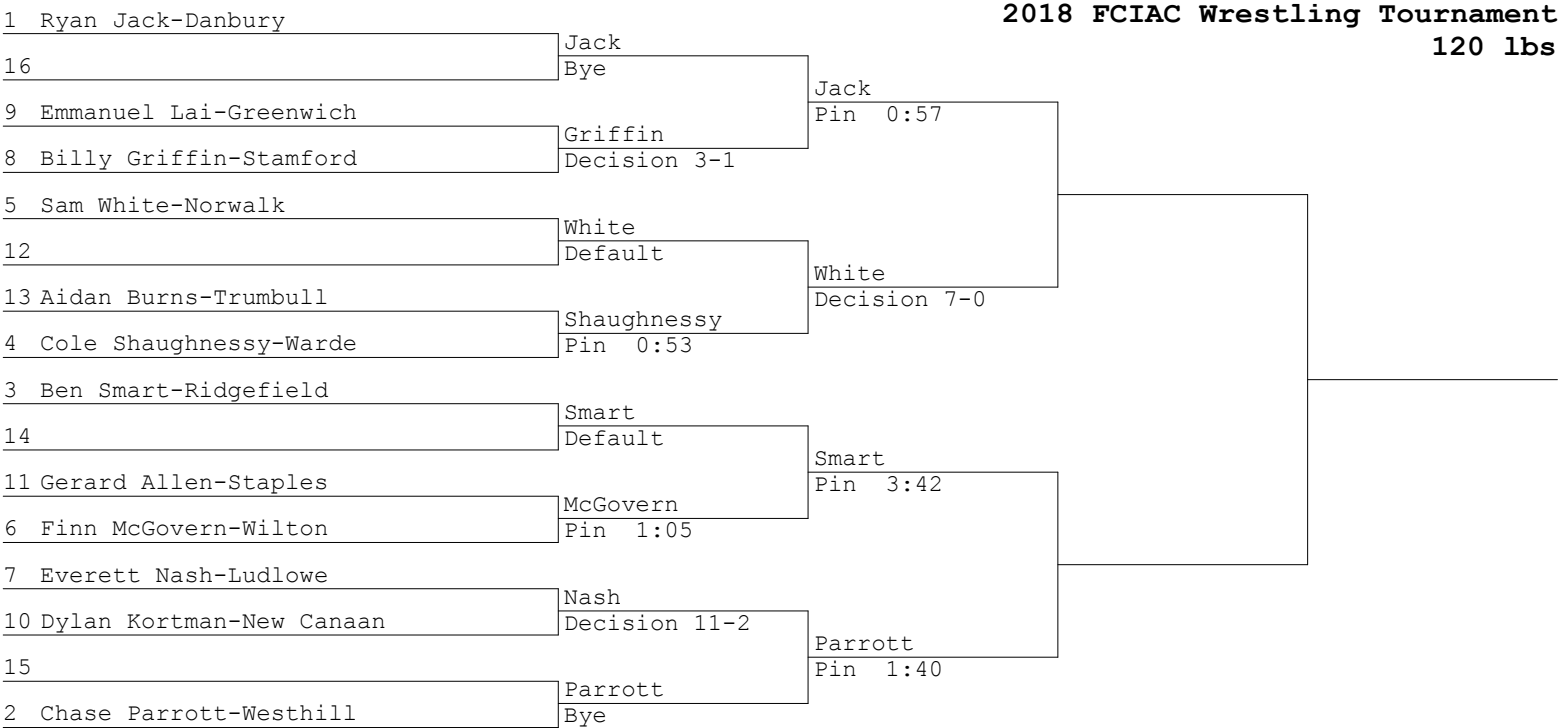 2018 FCIAC Wrestling Tournament
120 lbs
1 Ryan Jack-Danbury
16
9 Emmanuel Lai-Greenwich
8 Billy Griffin-Stamford
5 Sam White-Norwalk
12
13 Aidan Burns-Trumbull
4 Cole Shaughnessy-Warde
3 Ben Smart-Ridgefield
14
11 Gerard Allen-Staples
6 Finn McGovern-Wilton
7 Everett Nash-Ludlowe
10 Dylan Kortman-New Canaan
15
2 Chase Parrott-Westhill
Jack
Bye
Griffin
Decision 3-1
White
Default
Shaughnessy
Pin 0:53
Smart
Default
McGovern
Pin 1:05
Nash
Decision 11-2
Parrott
Bye
Jack
Pin 0:57
White
Decision 7-0
Smart
Pin 3:42
Parrott
Pin 1:40